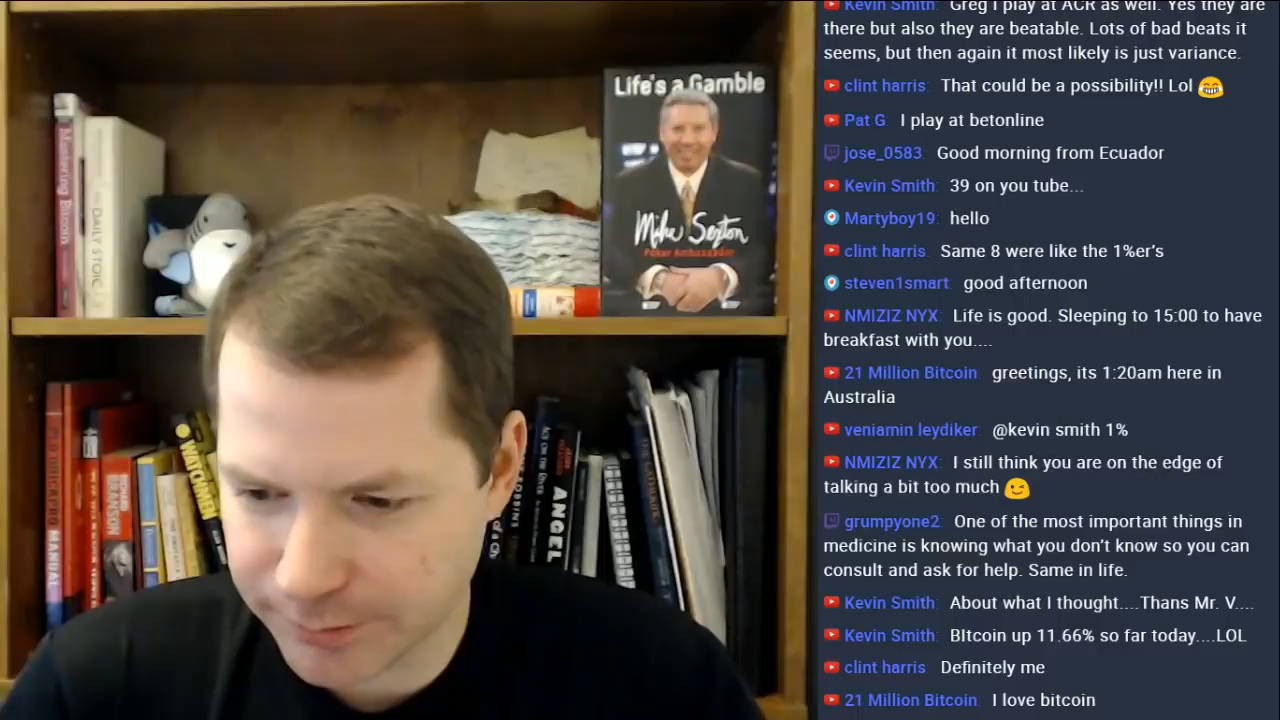 Life's a Gamble
Mike Sexton
Poker Ambassador
Mastering Bitcoin
THE DAILY STOIC
MANUAL
BRANSON
WATCHMEN
ROBBINS
ACE ON THE RIVER
ANGEL
Kevin Smith: Greg I play at ACR as well. Yes they are
there but also they are beatable. Lots of bad beats it
seems, but then again it most likely is just variance.
clint harris: That could be a possibility!! Lol 😂
Pat G: I play at betonline
jose_0583: Good morning from Ecuador
Kevin Smith: 39 on you tube...
Martyboy19: hello
clint harris: Same 8 were like the 1%er’s
steven1smart: good afternoon
NMIZIZ NYX: Life is good. Sleeping to 15:00 to have
breakfast with you....
21 Million Bitcoin: greetings, its 1:20am here in
Australia
veniamin leydiker: @kevin smith 1%
NMIZIZ NYX: I still think you are on the edge of
talking a bit too much 😉
grumpyone2: One of the most important things in
medicine is knowing what you don’t know so you can
consult and ask for help. Same in life.
Kevin Smith: About what I thought....Thans Mr. V....
Kevin Smith: BItcoin up 11.66% so far today....LOL
clint harris: Definitely me
21 Million Bitcoin: I love bitcoin